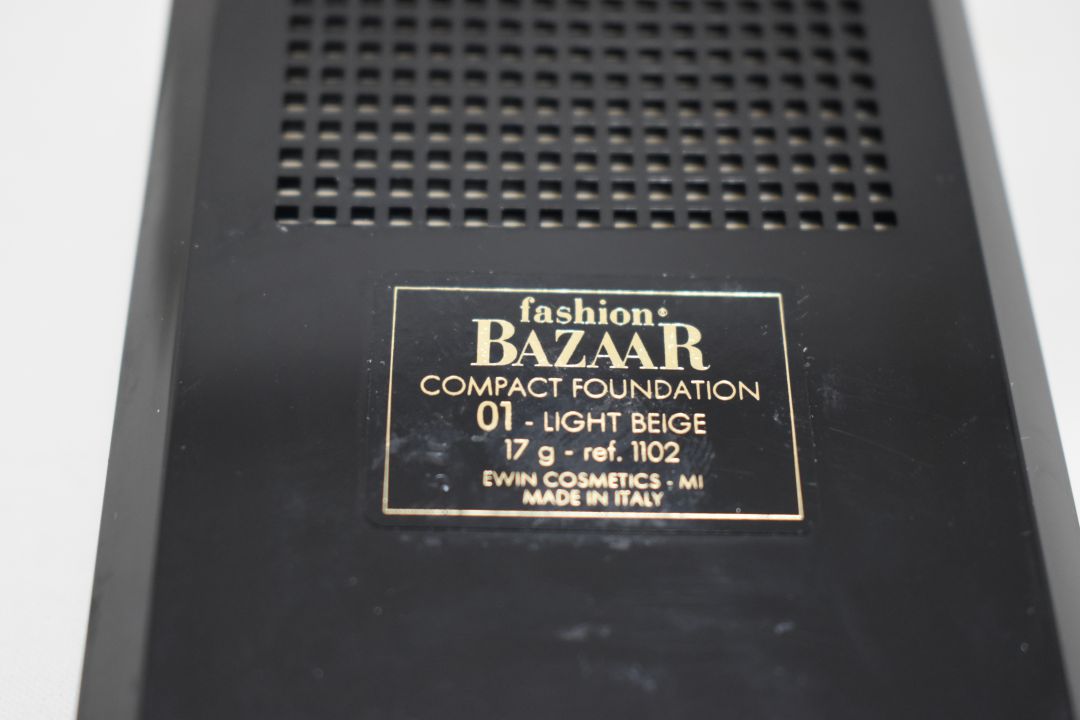 fashion®
BAZAAR
COMPACT FOUNDATION
01 - LIGHT BEIGE
17 g - ref. 1102
EWIN COSMETICS - MI
MADE IN ITALY